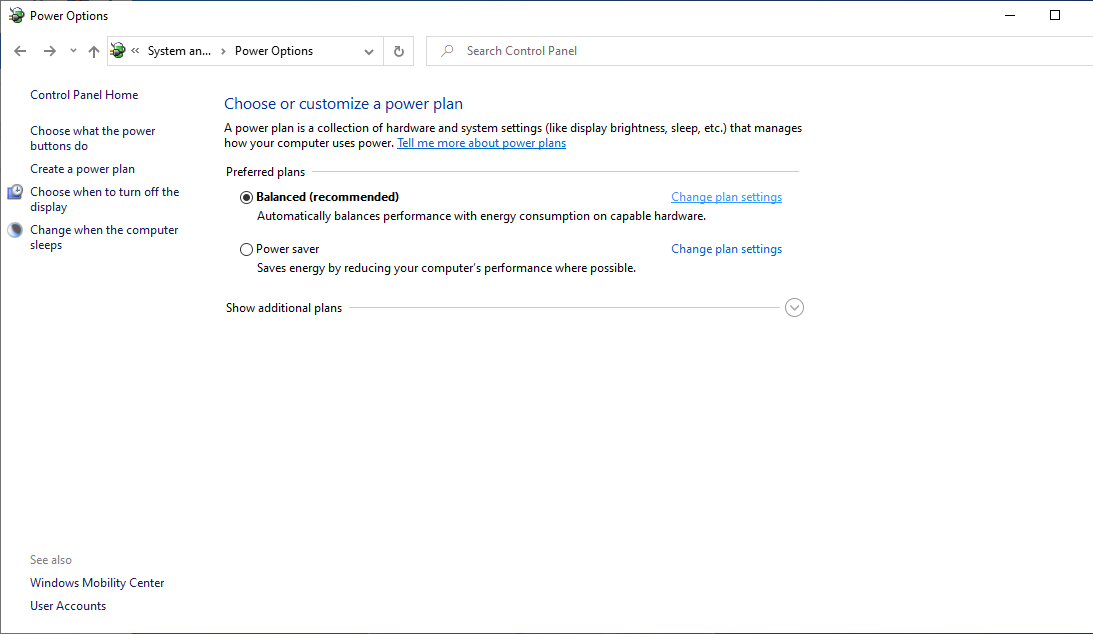 Power Options
« System an... › Power Options
Search Control Panel
Control Panel Home
Choose what the power
buttons do
Create a power plan
Choose when to turn off the
display
Change when the computer
sleeps
Choose or customize a power plan
A power plan is a collection of hardware and system settings (like display brightness, sleep, etc.) that manages
how your computer uses power. Tell me more about power plans
Preferred plans
Balanced (recommended) Change plan settings
Automatically balances performance with energy consumption on capable hardware.
Power saver Change plan settings
Saves energy by reducing your computer's performance where possible.
Show additional plans
See also
Windows Mobility Center
User Accounts